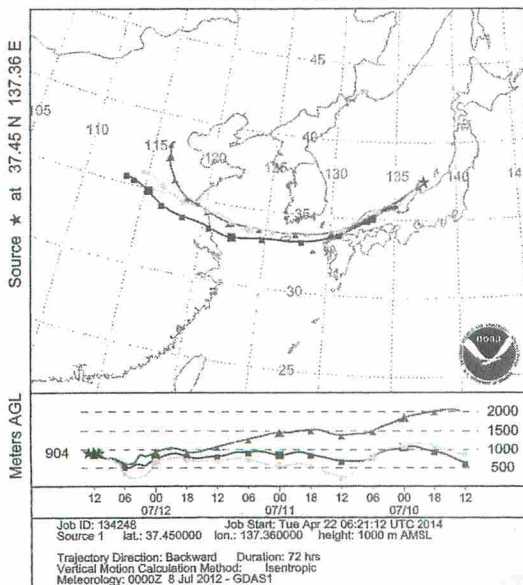 Source ★ at 37.45 N 137.36 E
105
110
115
120
125
130
135
140
14
45
40
35
30
25
noaa
Meters AGL
904
2000
1500
1000
500
12 06 00 18 12 06 00 18 12 06 00 18 12
07/12 07/11 07/10
Job ID: 134248 Job Start: Tue Apr 22 06:21:12 UTC 2014
Source 1 lat.: 37.450000 lon.: 137.360000 height: 1000 m AMSL
Trajectory Direction: Backward Duration: 72 hrs
Vertical Motion Calculation Method: Isentropic
Meteorology: 0000Z 8 Jul 2012 - GDAS1